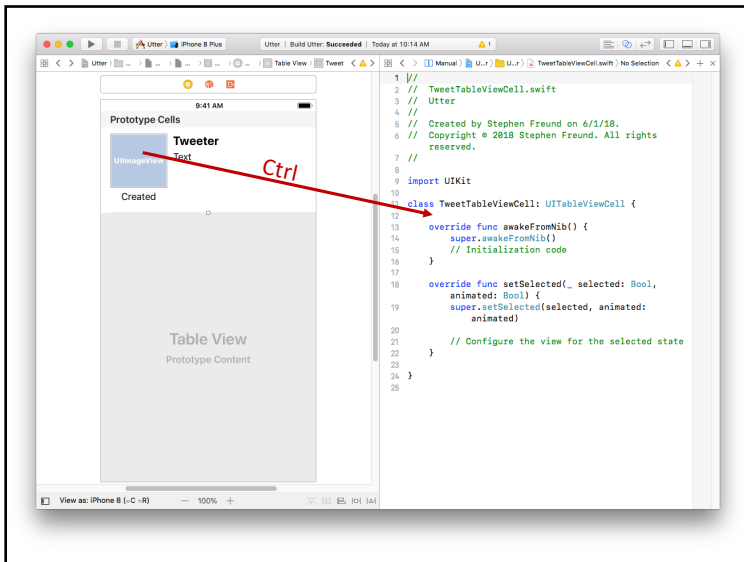 Utter 〉 iPhone 8 Plus
Utter | Build Utter: Succeeded | Today at 10:14 AM
1
Utter 〉 ... 〉 ... 〉 ... 〉 ... 〉 Table View 〉 Tweet
Manual 〉 U...r 〉 U...r 〉 TweetTableViewCell.swift 〉 No Selection
9:41 AM
Prototype Cells
UIImageView
Tweeter
Text
Created
Ctrl
Table View
Prototype Content
View as: iPhone 8 (wC hR)
— 100% +
1 //
2 // TweetTableViewCell.swift
3 // Utter
4 //
5 // Created by Stephen Freund on 6/1/18.
6 // Copyright © 2018 Stephen Freund. All rights
reserved.
7 //
8
9 import UIKit
10
11 class TweetTableViewCell: UITableViewCell {
12
13 override func awakeFromNib() {
14 super.awakeFromNib()
15 // Initialization code
16 }
17
18 override func setSelected(_ selected: Bool,
animated: Bool) {
19 super.setSelected(selected, animated:
animated)
20
21 // Configure the view for the selected state
22 }
23
24 }
25